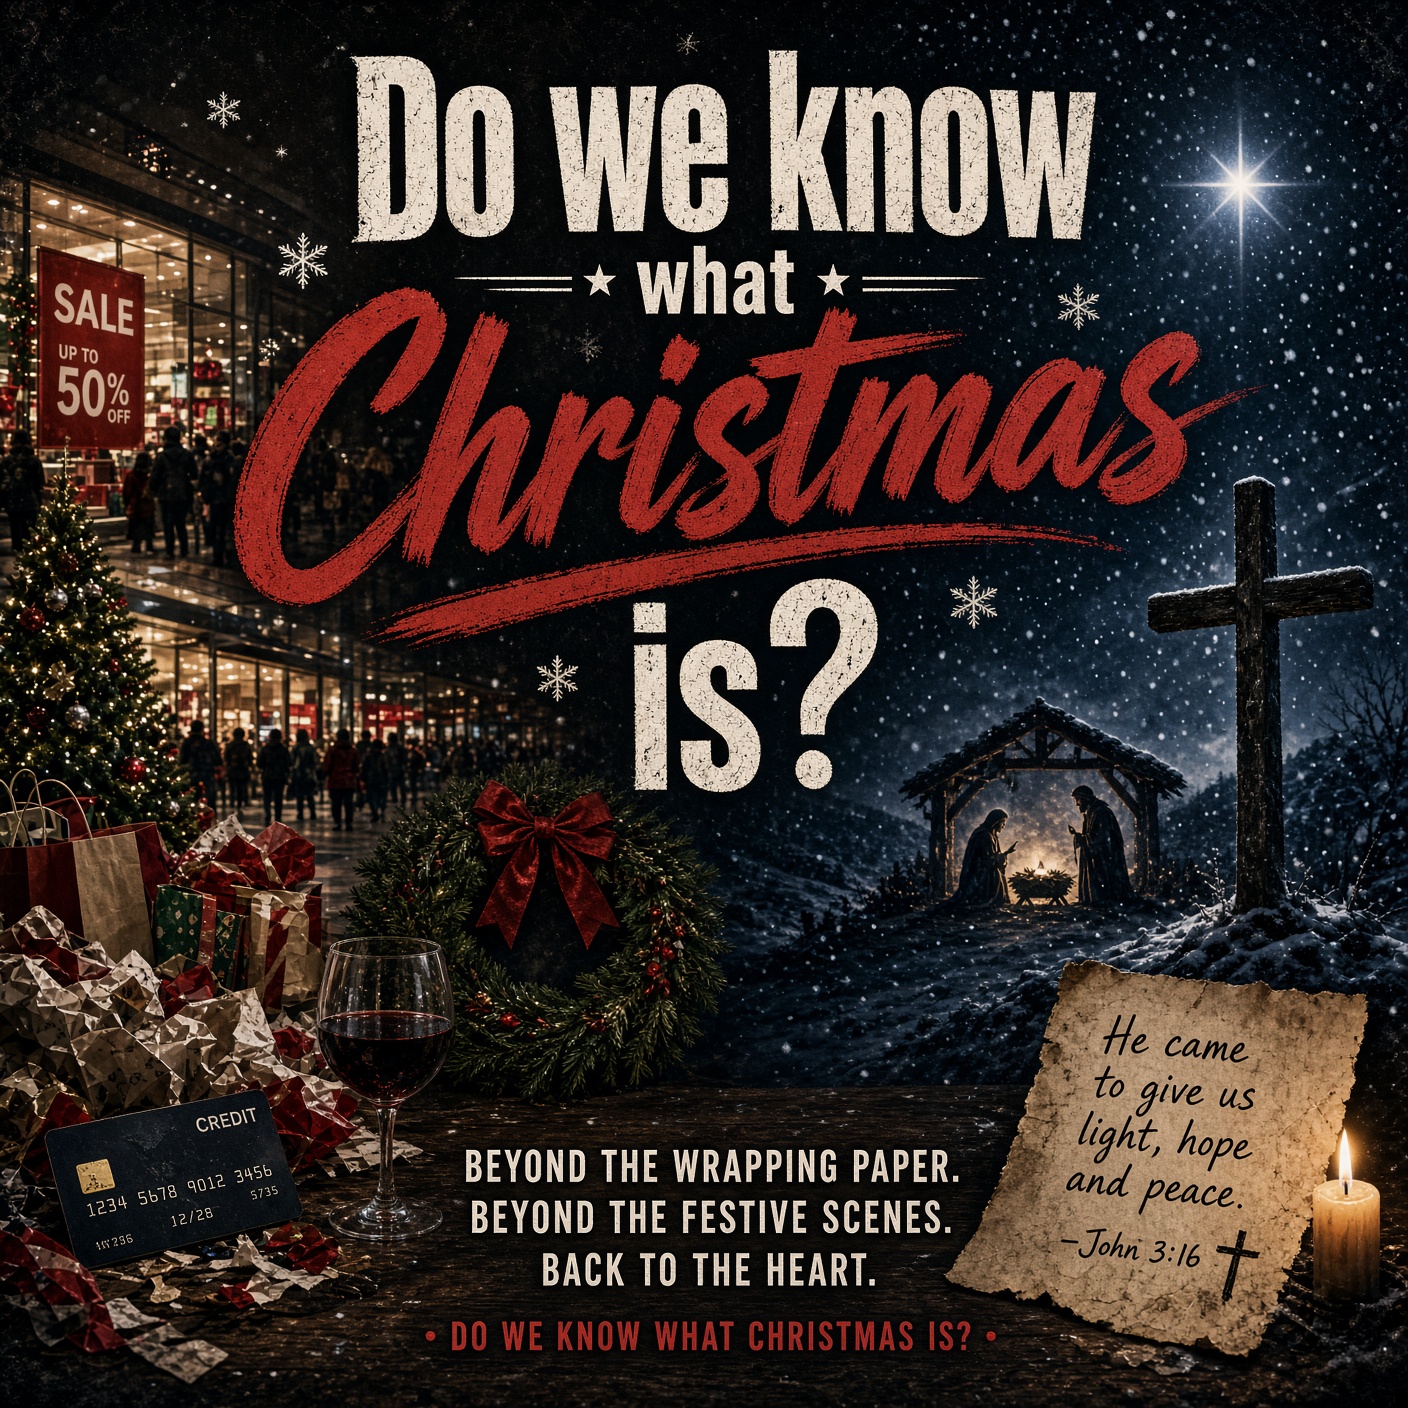 Do we know
what
Christmas
is?
SALE
UP TO
50%
OFF
CREDIT
1234 5678 9012 3456
5735
12/28
He came
to give us
light, hope
and peace.
–John 3:16
BEYOND THE WRAPPING PAPER.
BEYOND THE FESTIVE SCENES.
BACK TO THE HEART.
• DO WE KNOW WHAT CHRISTMAS IS? •